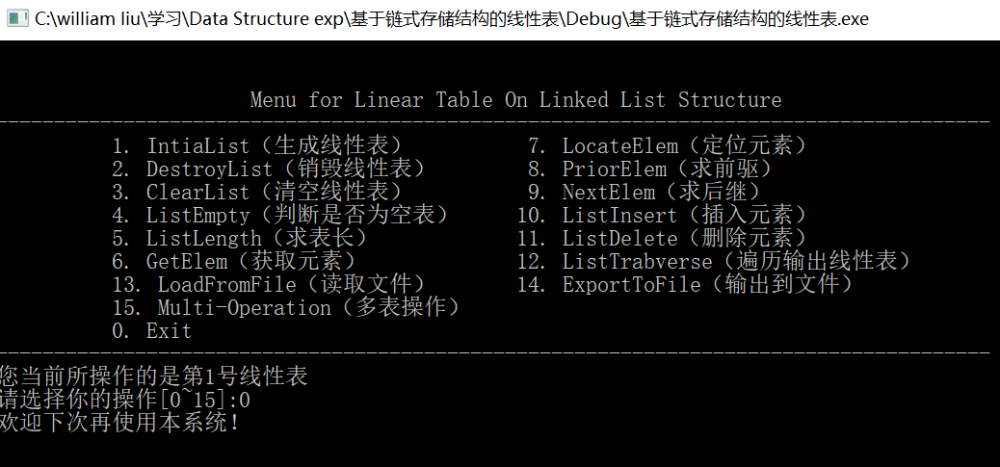 C:\william liu\学习\Data Structure exp\基于链式存储结构的线性表\Debug\基于链式存储结构的线性表.exe
Menu for Linear Table On Linked List Structure
1. IntiaList（生成线性表） 7. LocateElem（定位元素）
2. DestroyList（销毁线性表） 8. PriorElem（求前驱）
3. ClearList（清空线性表） 9. NextElem（求后继）
4. ListEmpty（判断是否为空表） 10. ListInsert（插入元素）
5. ListLength（求表长） 11. ListDelete（删除元素）
6. GetElem（获取元素） 12. ListTrabverse（遍历输出线性表）
13. LoadFromFile（读取文件） 14. ExportToFile（输出到文件）
15. Multi-Operation（多表操作）
0. Exit
您当前所操作的是第1号线性表
请选择你的操作[0~15]:0
欢迎下次再使用本系统！